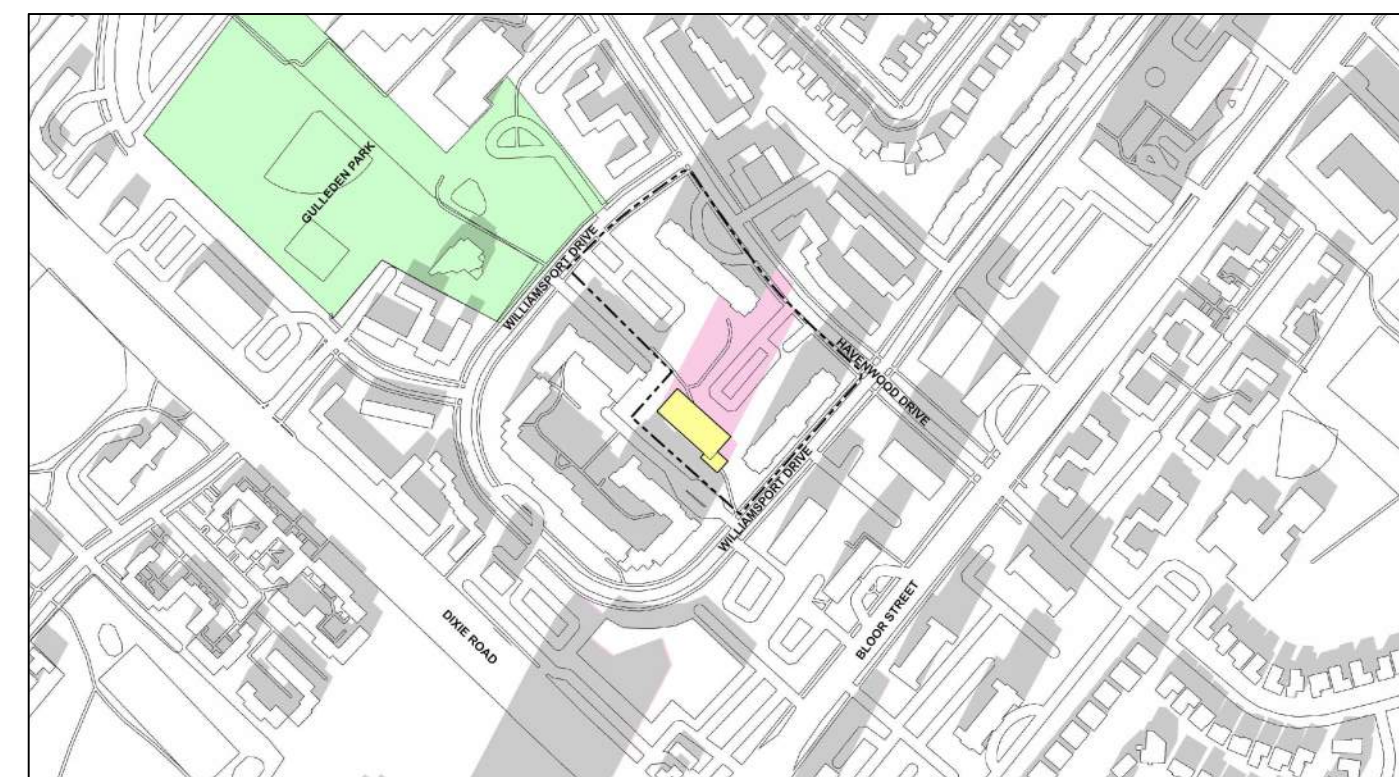 GULLEDEN PARK
WILLIAMSPORT DRIVE
HAVENWOOD DRIVE
WILLIAMSPORT DRIVE
BLOOR STREET
DIXIE ROAD